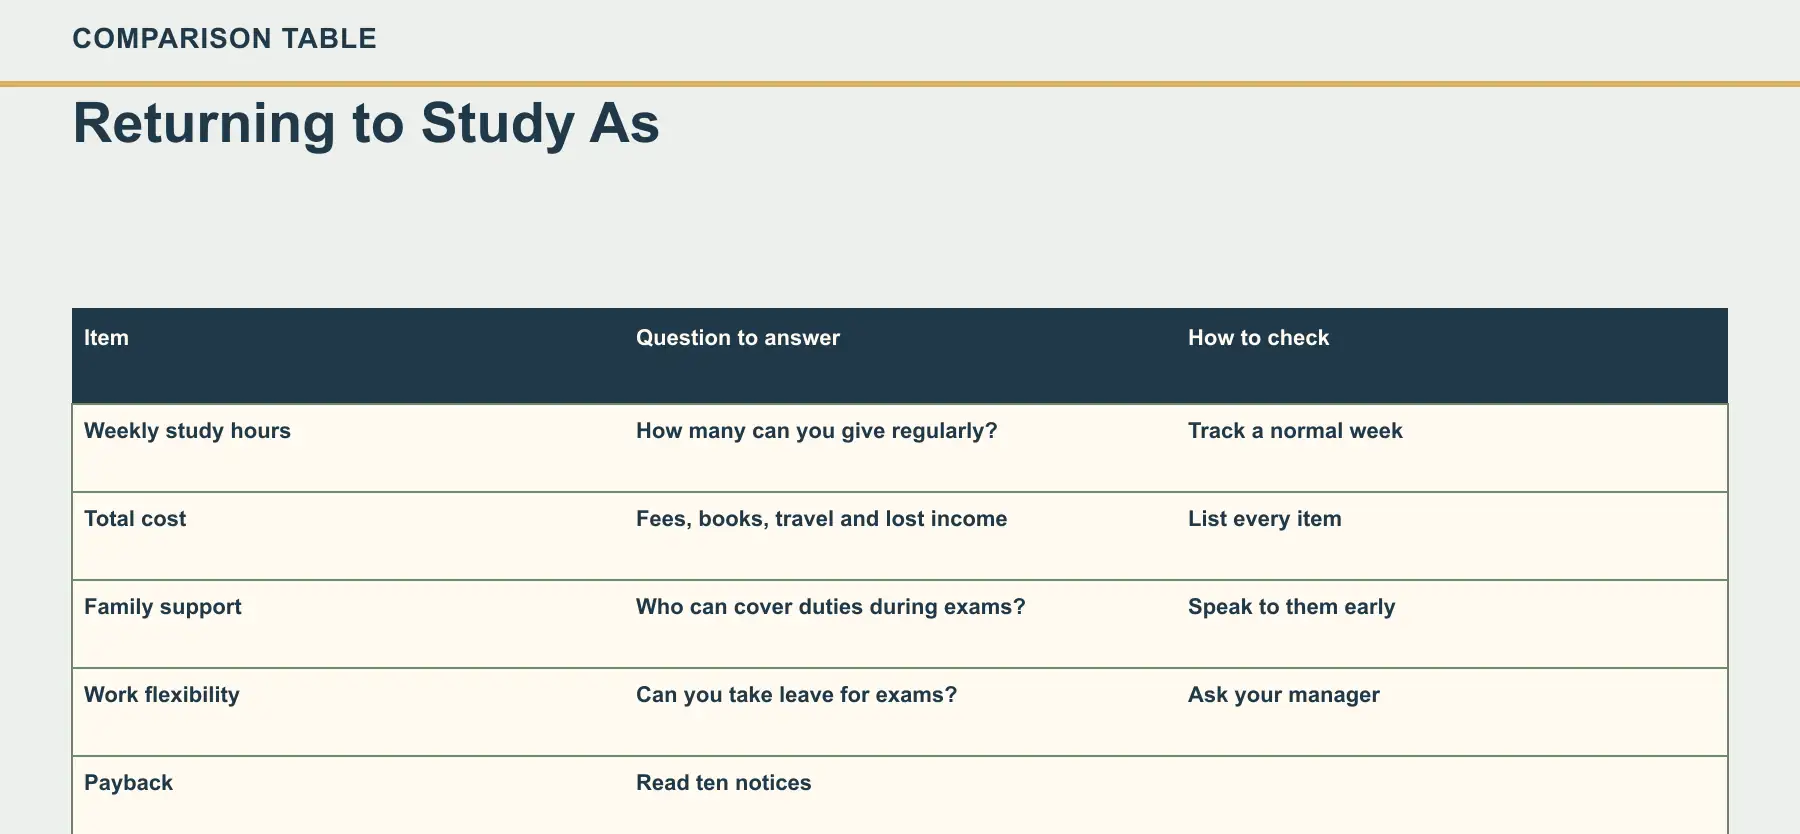 COMPARISON TABLE
Returning to Study As
Item Question to answer How to check
Weekly study hours How many can you give regularly? Track a normal week
Total cost Fees, books, travel and lost income List every item
Family support Who can cover duties during exams? Speak to them early
Work flexibility Can you take leave for exams? Ask your manager
Payback Read ten notices